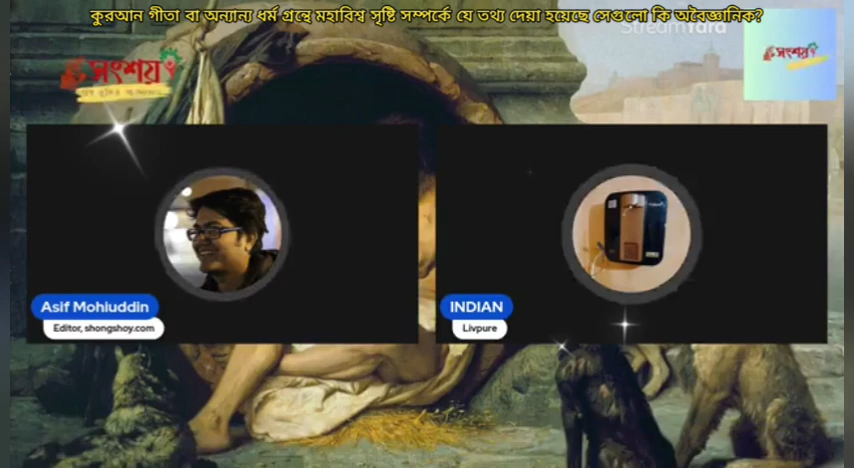 কুরআন গীতা বা অন্যান্য ধর্ম গ্রন্থে মহাবিশ্ব সৃষ্টি সম্পর্কে যে তথ্য দেয়া হয়েছে সেগুলো কি অবৈজ্ঞানিক?
StreamYard
সংশয়
সংশয়
Asif Mohiuddin
Editor, shongshoy.com
INDIAN
Livpure